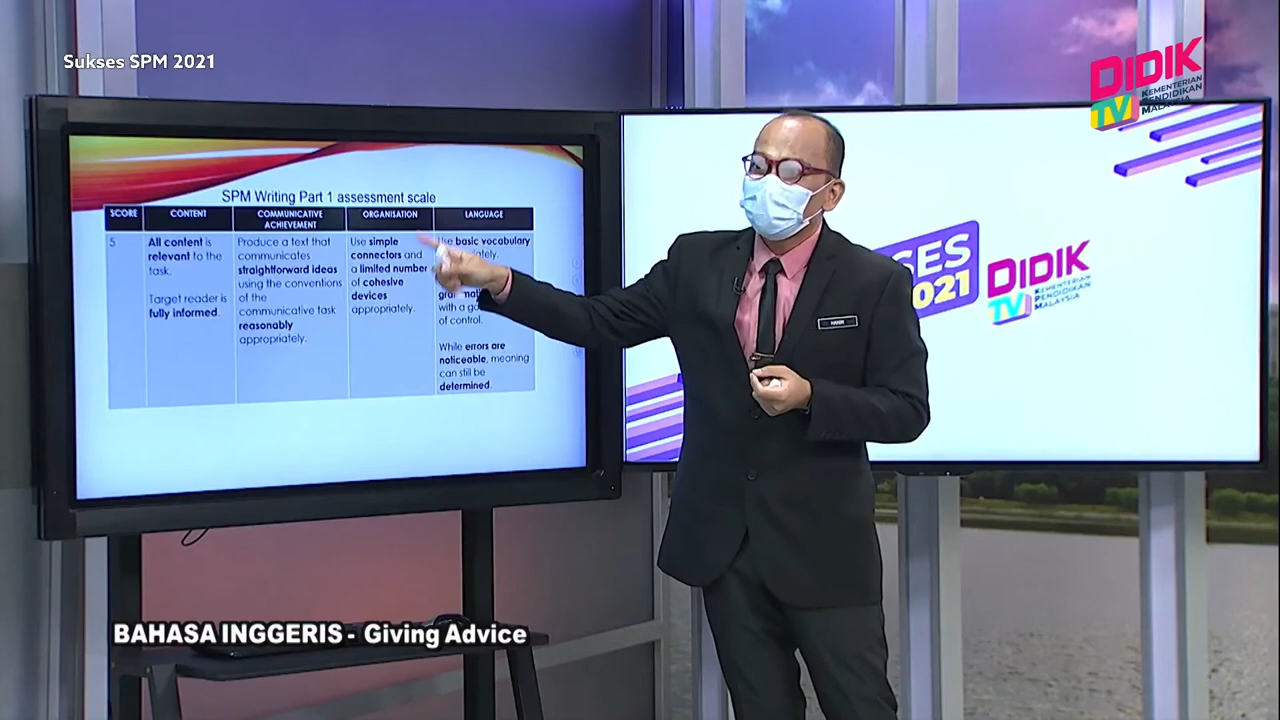 Sukses SPM 2021
DIDIK
TV
KEMENTERIAN
PENDIDIKAN
MALAYSIA
SPM Writing Part 1 assessment scale
SCORE
CONTENT
COMMUNICATIVE
ACHIEVEMENT
ORGANISATION
LANGUAGE
5
All content is
relevant to the
task.
Target reader is
fully informed.
Produce a text that
communicates
straightforward ideas
using the conventions
of the
communicative task
reasonably
appropriately.
Use simple
connectors and
a limited number
of cohesive
devices
appropriately.
basic vocabulary
with a
of control.
While errors are
noticeable, meaning
can still be
determined.
2021
DIDIK
TV
KEMENTERIAN
PENDIDIKAN
MALAYSIA
BAHASA INGGERIS - Giving Advice